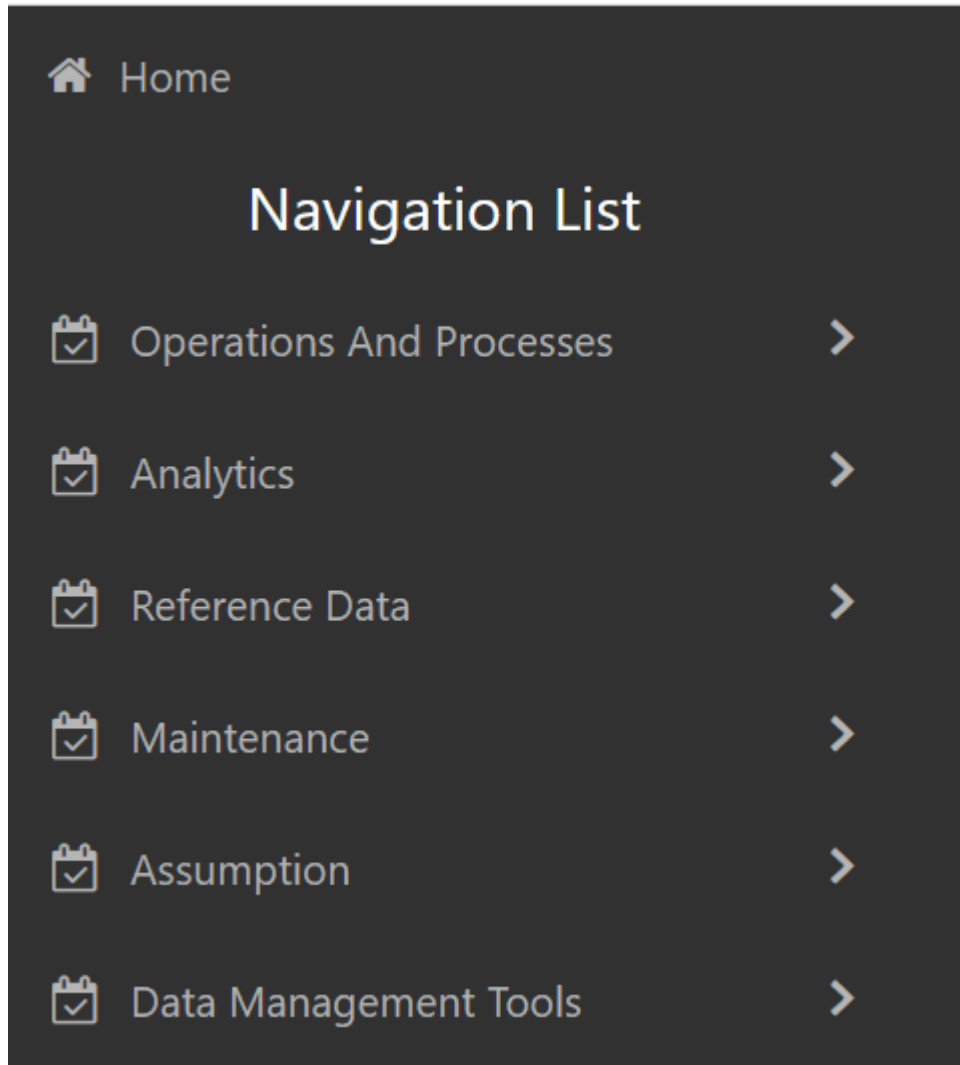 Home
Navigation List
Operations And Processes
Analytics
Reference Data
Maintenance
Assumption
Data Management Tools